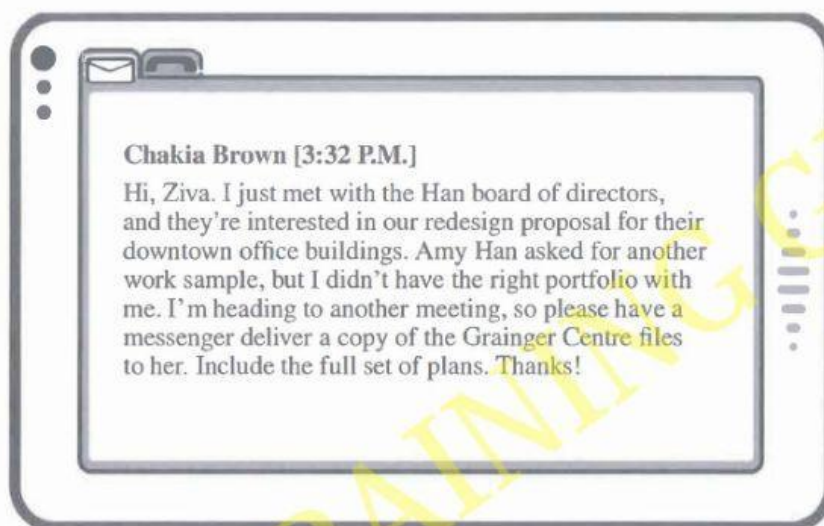 Chakia Brown [3:32 P.M.]
Hi, Ziva. I just met with the Han board of directors,
and they're interested in our redesign proposal for their
downtown office buildings. Amy Han asked for another
work sample, but I didn't have the right portfolio with
me. I'm heading to another meeting, so please have a
messenger deliver a copy of the Grainger Centre files
to her. Include the full set of plans. Thanks!
RAINING C